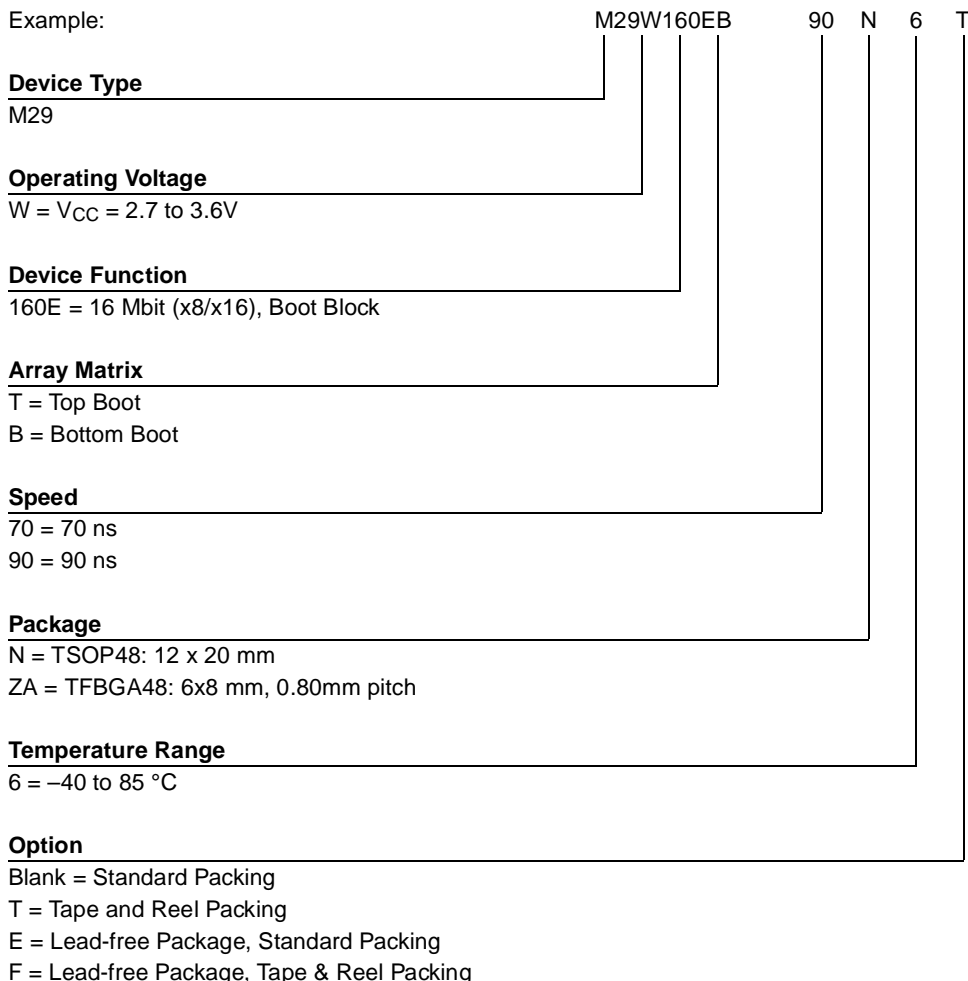 Example: M29W160EB 90 N 6 T
Device Type
M29
Operating Voltage
W = VCC = 2.7 to 3.6V
Device Function
160E = 16 Mbit (x8/x16), Boot Block
Array Matrix
T = Top Boot
B = Bottom Boot
Speed
70 = 70 ns
90 = 90 ns
Package
N = TSOP48: 12 x 20 mm
ZA = TFBGA48: 6x8 mm, 0.80mm pitch
Temperature Range
6 = –40 to 85 °C
Option
Blank = Standard Packing
T = Tape and Reel Packing
E = Lead-free Package, Standard Packing
F = Lead-free Package, Tape & Reel Packing